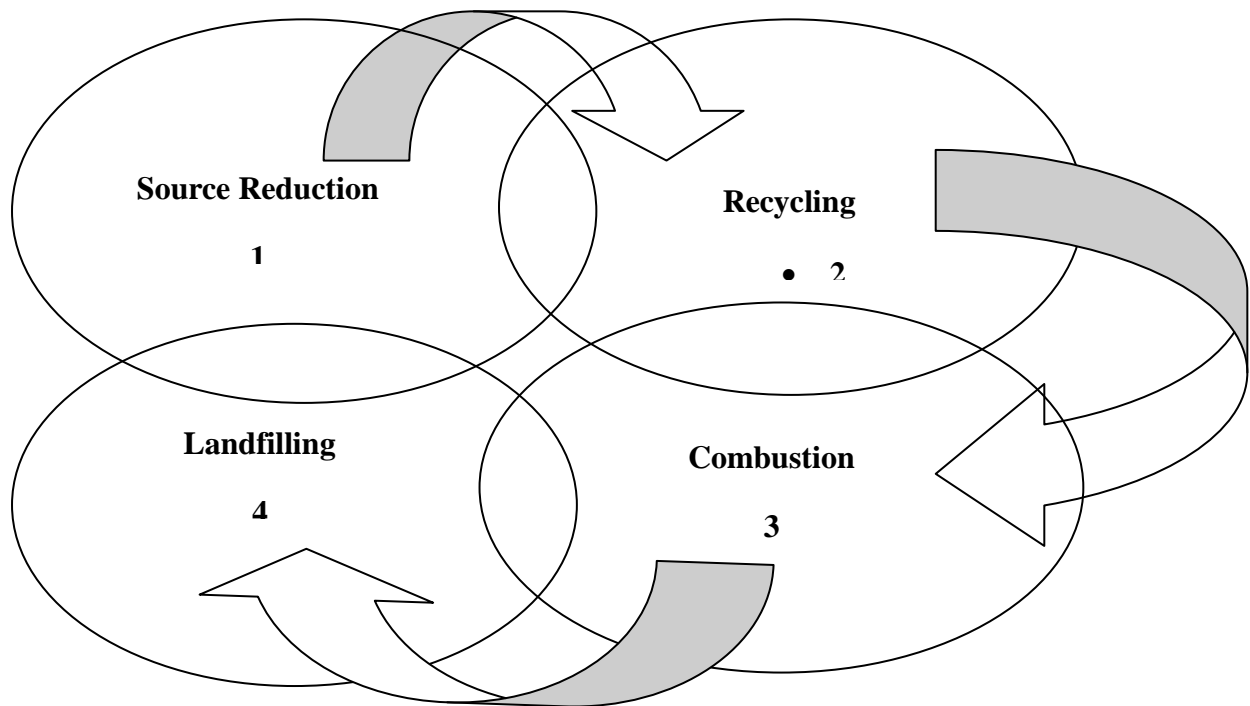 Source Reduction
1
Recycling
• 2
Combustion
3
Landfilling
4